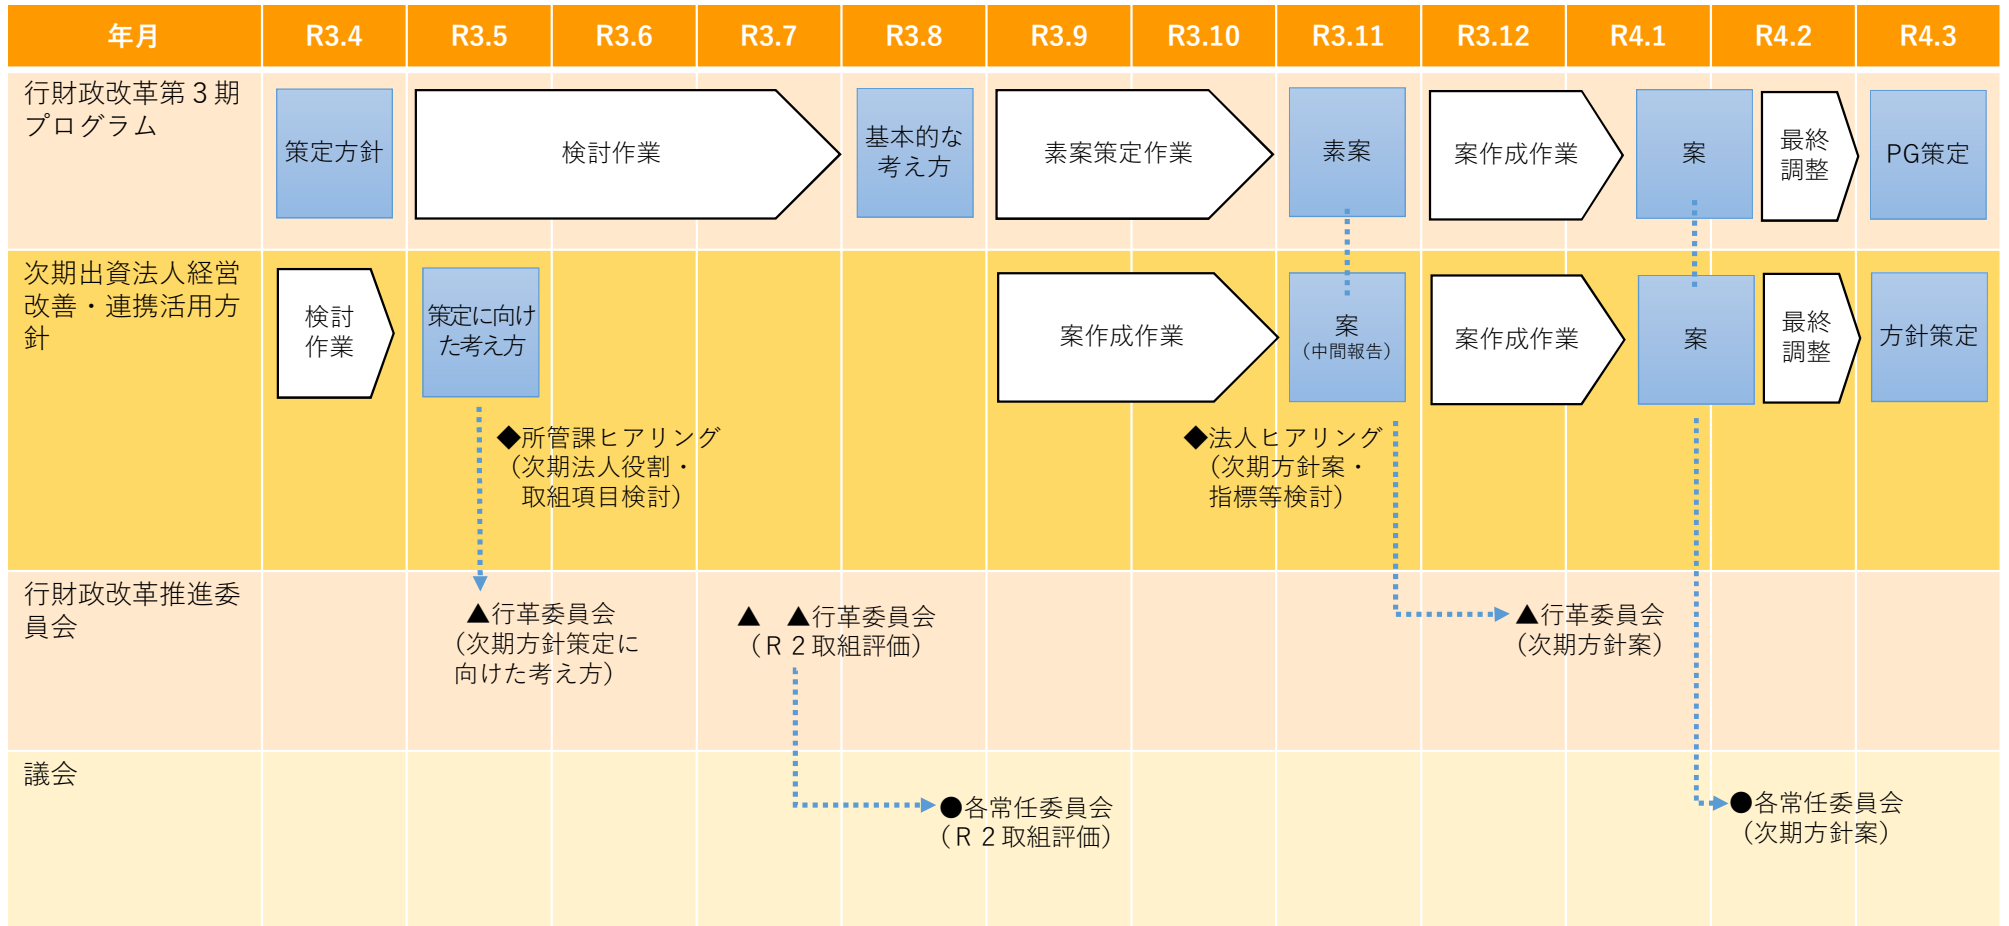 年月 R3.4 R3.5 R3.6 R3.7 R3.8 R3.9 R3.10 R3.11 R3.12 R4.1 R4.2 R4.3
行財政改革第３期
プログラム
策定方針
検討作業
基本的な
考え方
素案策定作業
素案
案作成作業
案
最終
調整
PG策定
次期出資法人経営
改善・連携活用方
針
検討
作業
策定に向け
た考え方
案作成作業
案
（中間報告）
案作成作業
案
最終
調整
方針策定
◆所管課ヒアリング
（次期法人役割・
取組項目検討）
◆法人ヒアリング
（次期方針案・
指標等検討）
行財政改革推進委
員会
▲行革委員会
（次期方針策定に
向けた考え方）
▲　▲行革委員会
（Ｒ２取組評価）
▲行革委員会
（次期方針案）
議会
●各常任委員会
（Ｒ２取組評価）
●各常任委員会
（次期方針案）